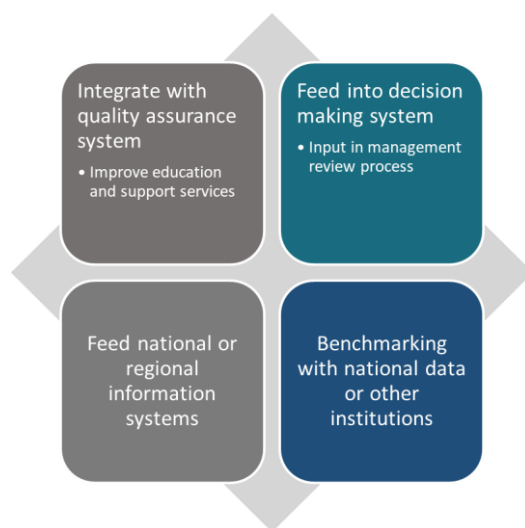 Integrate with
quality assurance
system
• Improve education
and support services
Feed into decision
making system
• Input in management
review process
Feed national or
regional
information
systems
Benchmarking
with national data
or other
institutions